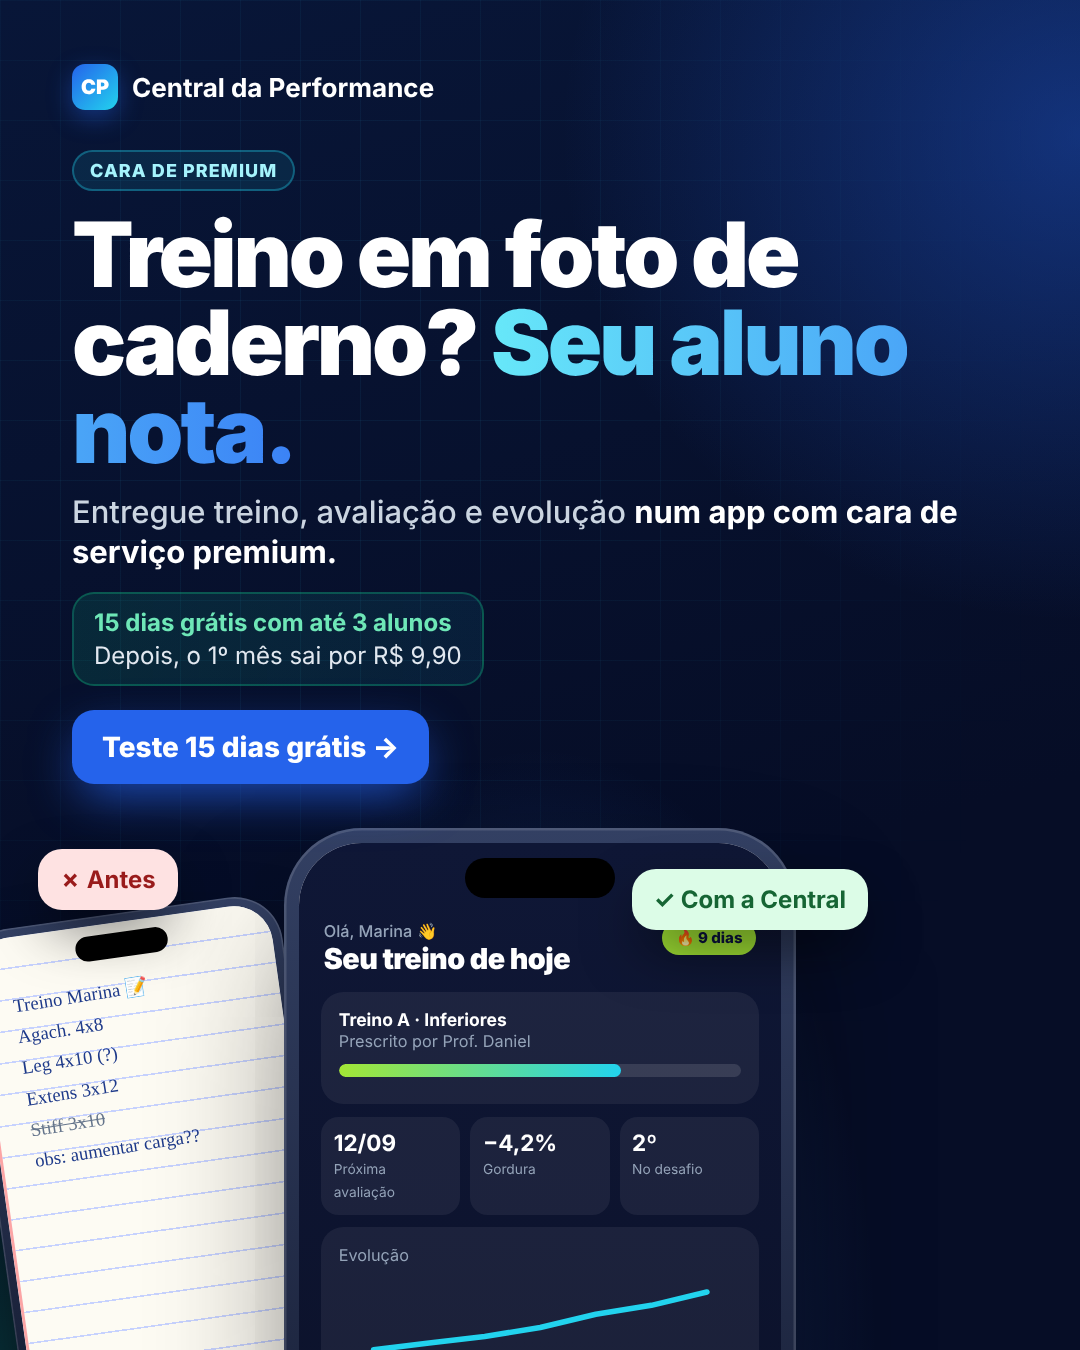 CP Central da Performance
CARA DE PREMIUM
Treino em foto de
caderno? Seu aluno
nota.
Entregue treino, avaliação e evolução num app com cara de
serviço premium.
15 dias grátis com até 3 alunos
Depois, o 1º mês sai por R$ 9,90
Teste 15 dias grátis →
× Antes
Treino Marina 📝
Agach. 4x8
Leg 4x10 (?)
Extens 3x12
Stiff 3x10
obs: aumentar carga??
✓ Com a Central
Olá, Marina 👋
🔥 9 dias
Seu treino de hoje
Treino A · Inferiores
Prescrito por Prof. Daniel
12/09
Próxima
avaliação
−4,2%
Gordura
2º
No desafio
Evolução